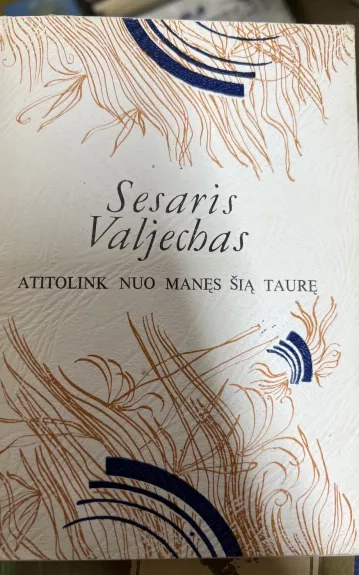 Sesaris
Valjechas
ATITOLINK NUO MANĘS ŠIĄ TAURĘ